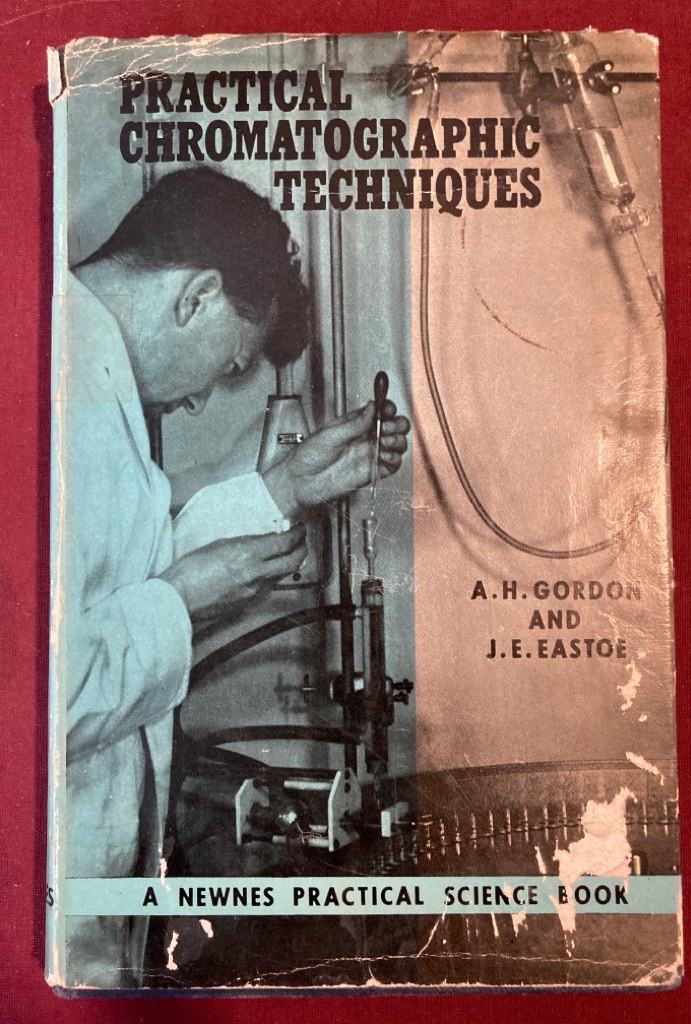 PRACTICAL
CHROMATOGRAPHIC
TECHNIQUES
A.H. GORDON
AND
J.E. EASTOE
A NEWNES PRACTICAL SCIENCE BOOK